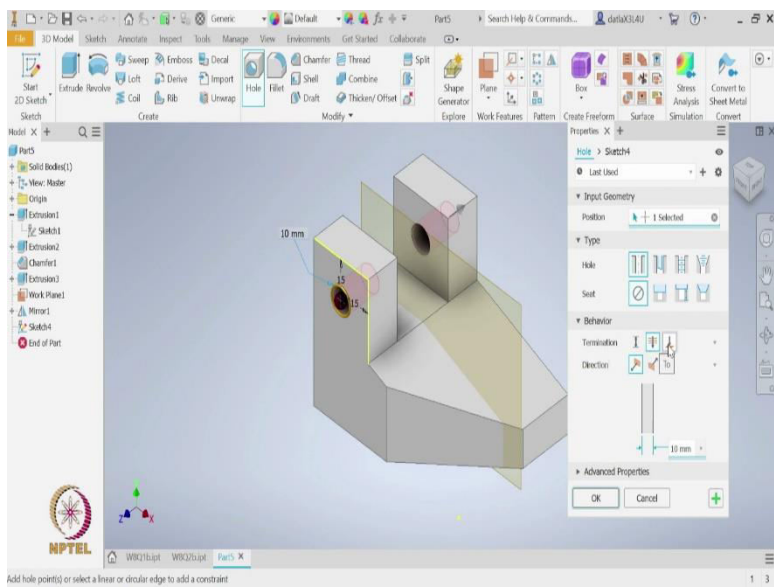 Generic Default Part5 Search Help & Commands... datlaX3L4U
File 3D Model Sketch Annotate Inspect Tools Manage View Environments Get Started Collaborate
Start 2D Sketch Extrude Revolve Sweep Emboss Decal Loft Derive Import Coil Rib Unwrap Hole Fillet Chamfer Thread Split Shell Combine Draft Thicken/ Offset Shape Generator Plane Box Stress Analysis Convert to Sheet Metal
Sketch Create Modify Explore Work Features Pattern Create Freeform Surface Simulation Convert
Model X +
Part5
Solid Bodies(1)
View: Master
Origin
Extrusion1
Sketch1
Extrusion2
Chamfer1
Extrusion3
Work Plane1
Mirror1
Sketch4
End of Part
10 mm
15
15
Properties X +
Hole > Sketch4
Last Used
Input Geometry
Position 1 Selected
Type
Hole
Seat
Behavior
Termination
Direction
To
10 mm
Advanced Properties
OK Cancel
NPTEL
W8Q1b.ipt W8Q2b.ipt Part5 X
Add hole point(s) or select a linear or circular edge to add a constraint
1 3